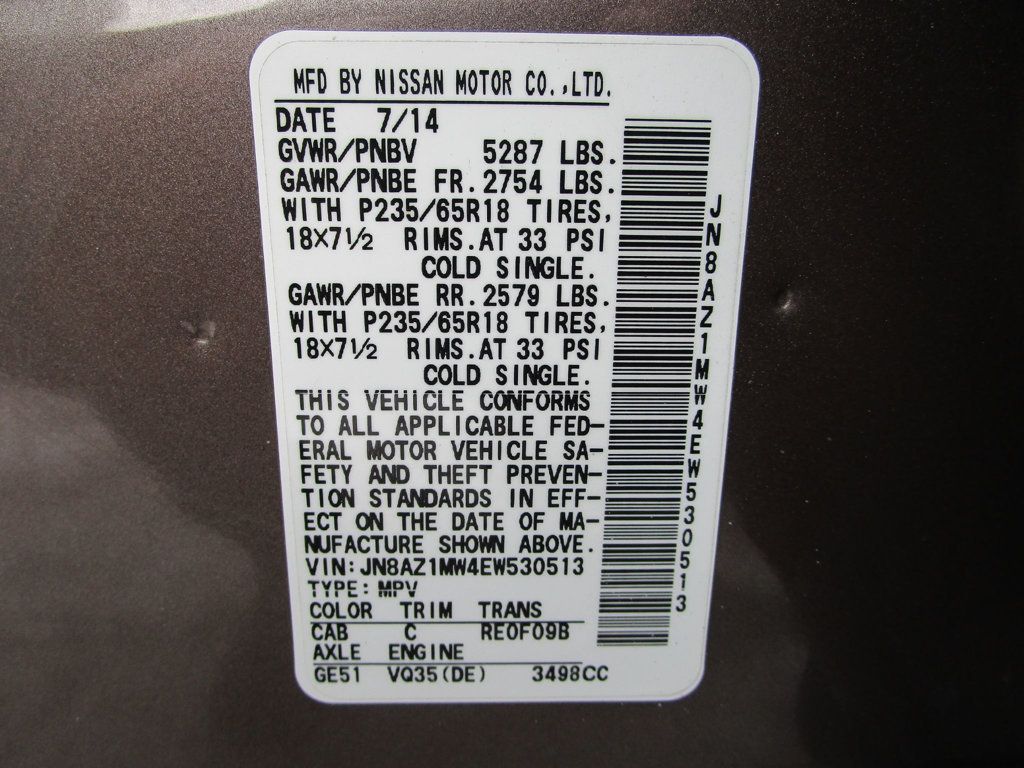 MFD BY NISSAN MOTOR CO.,LTD.
DATE 7/14
GVWR/PNBV 5287 LBS.
GAWR/PNBE FR.2754 LBS.
WITH P235/65R18 TIRES,
18×7½ RIMS.AT 33 PSI
COLD SINGLE.
GAWR/PNBE RR.2579 LBS.
WITH P235/65R18 TIRES,
18×7½ RIMS.AT 33 PSI
COLD SINGLE.
THIS VEHICLE CONFORMS
TO ALL APPLICABLE FED-
ERAL MOTOR VEHICLE SA-
FETY AND THEFT PREVEN-
TION STANDARDS IN EFF-
ECT ON THE DATE OF MA-
NUFACTURE SHOWN ABOVE.
VIN:JN8AZ1MW4EW530513
TYPE:MPV
COLOR TRIM TRANS
CAB C RE0F09B
AXLE ENGINE
GE51 VQ35(DE) 3498CC
JN8AZ1MW4EW530513